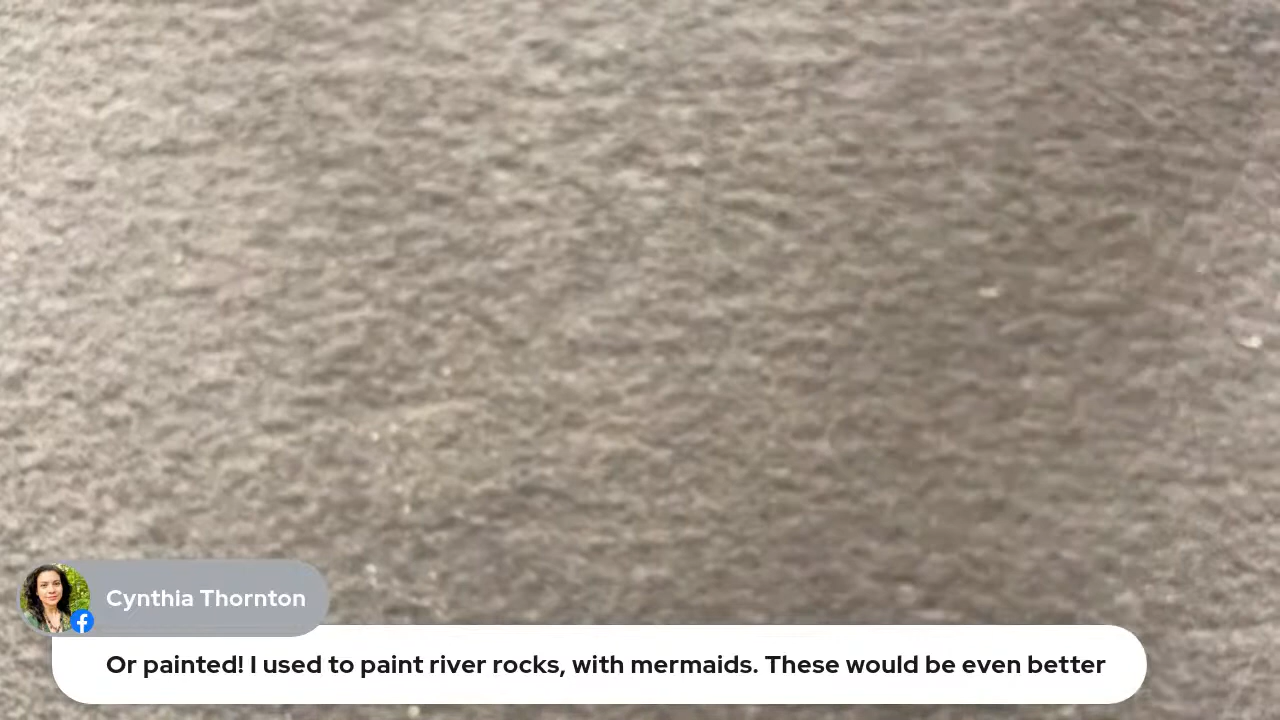 Cynthia Thornton
Or painted! I used to paint river rocks, with mermaids. These would be even better